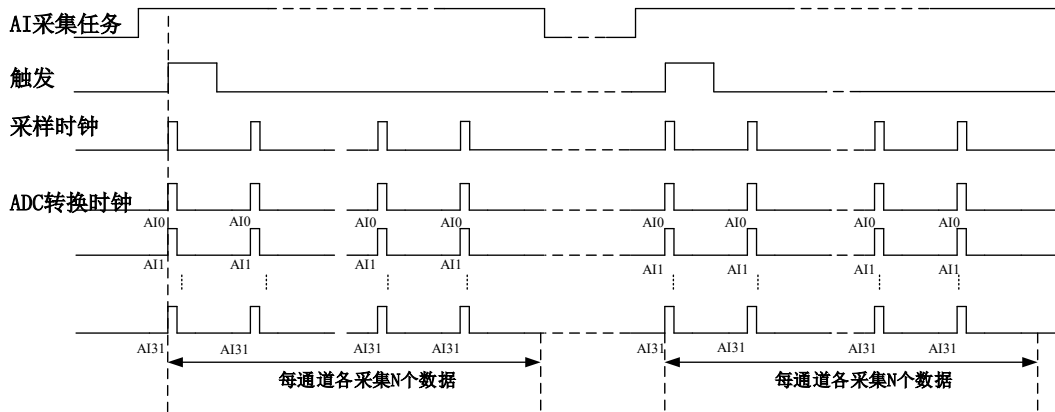 AI采集任务
触发
采样时钟
ADC转换时钟
AI0 AI0 AI0 AI0 AI0 AI0 AI0 AI0
AI1 AI1 AI1 AI1 AI1 AI1 AI1 AI1
AI31 AI31 AI31 AI31 AI31 AI31 AI31 AI31
每通道各采集N个数据 每通道各采集N个数据